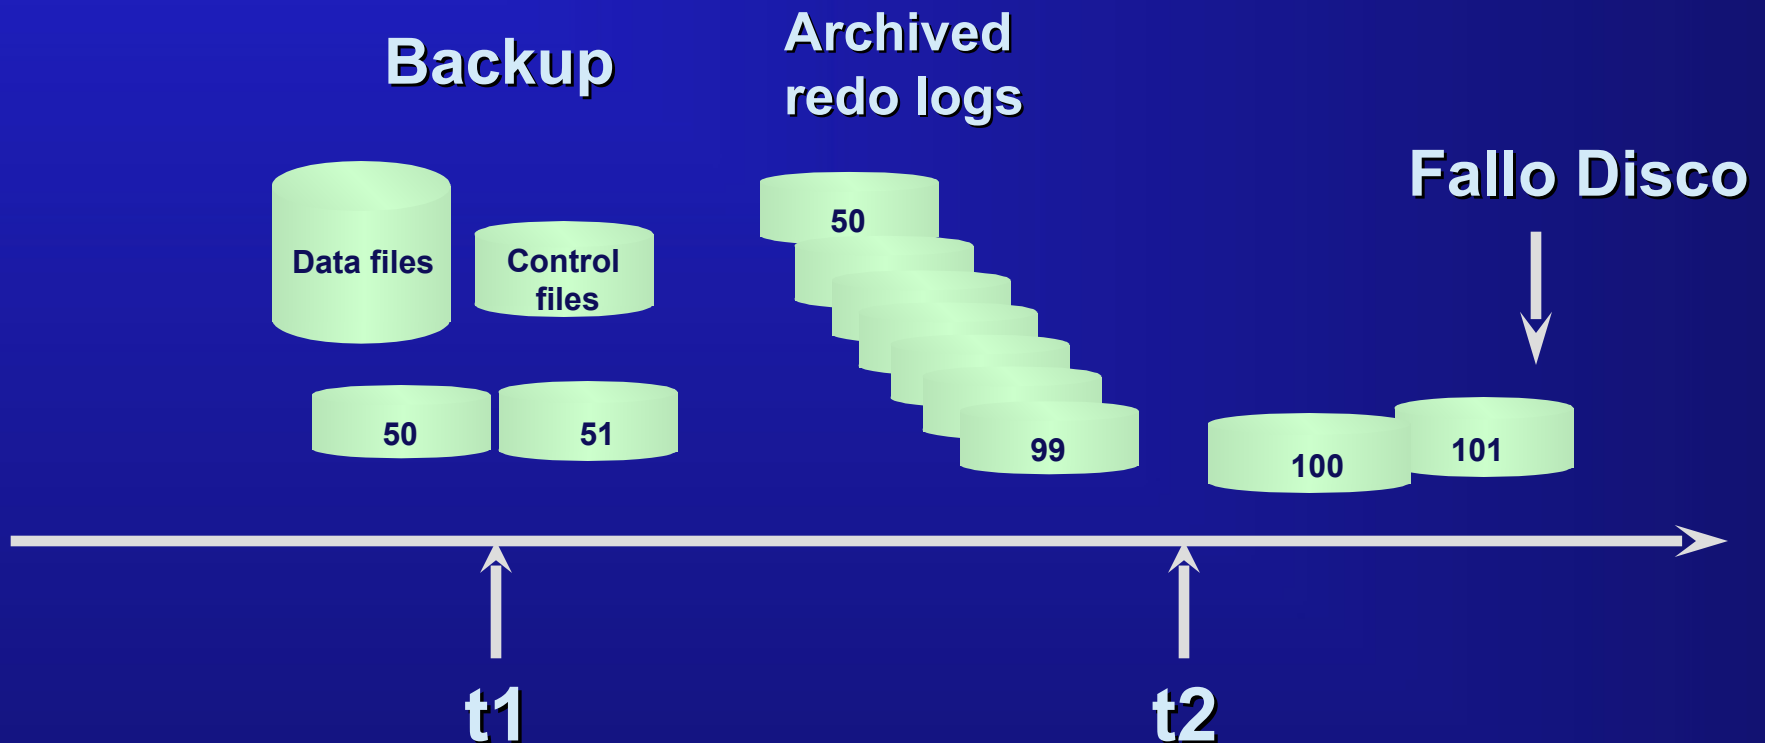 Backup
Archived
redo logs
Fallo Disco
Data files
Control
files
50
51
50
99
100
101
t1
t2